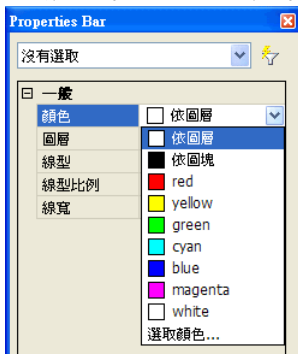 Properties Bar
沒有選取
一般
顏色 依圖層
圖層 依圖層
線型 依圖塊
線型比例 red
線寬 yellow
green
cyan
blue
magenta
white
選取顏色...